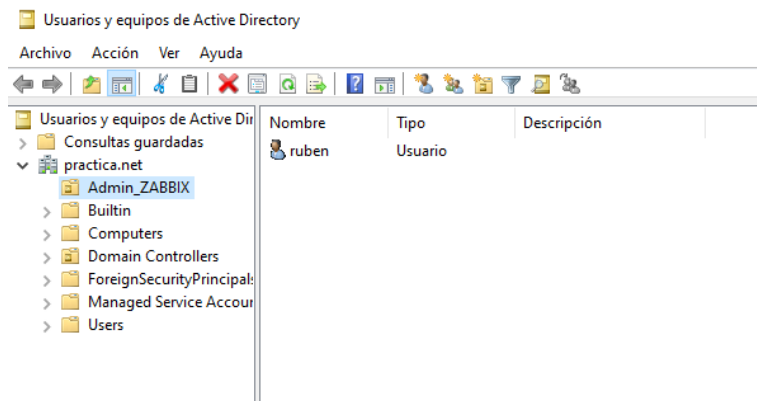 Usuarios y equipos de Active Directory
Archivo Acción Ver Ayuda
Usuarios y equipos de Active Dir
Consultas guardadas
practica.net
Admin_ZABBIX
Builtin
Computers
Domain Controllers
ForeignSecurityPrincipals
Managed Service Accour
Users
Nombre Tipo Descripción
ruben Usuario